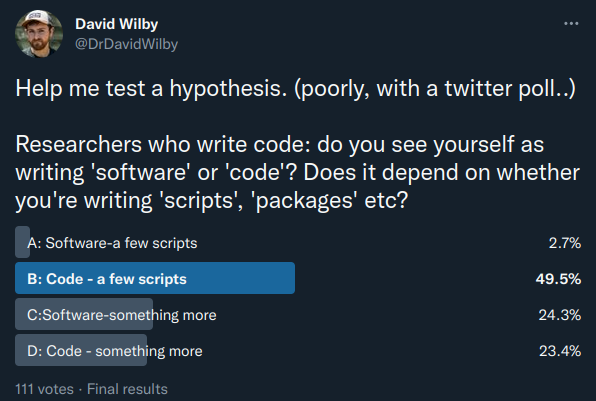 David Wilby
@DrDavidWilby
Help me test a hypothesis. (poorly, with a twitter poll..)
Researchers who write code: do you see yourself as
writing 'software' or 'code'? Does it depend on whether
you're writing 'scripts', 'packages' etc?
A: Software-a few scripts 2.7%
B: Code - a few scripts 49.5%
C:Software-something more 24.3%
D: Code - something more 23.4%
111 votes · Final results